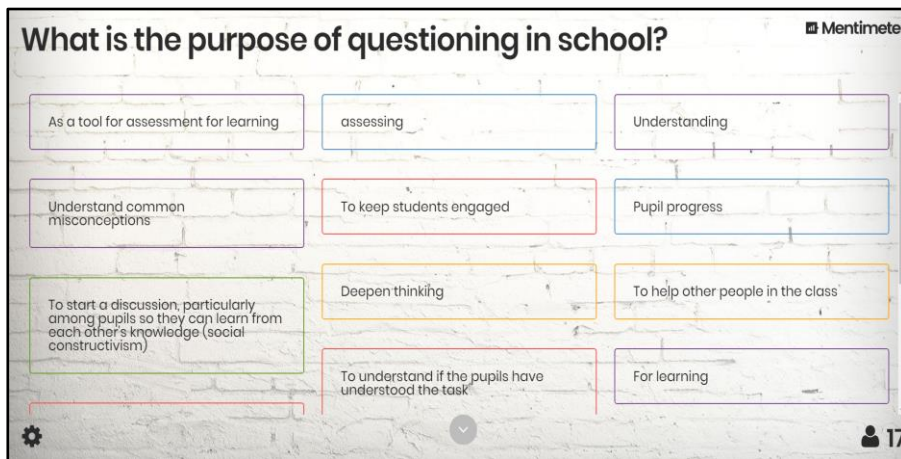 What is the purpose of questioning in school?
Mentimete
As a tool for assessment for learning
assessing
Understanding
Understand common
misconceptions
To keep students engaged
Pupil progress
To start a discussion, particularly
among pupils so they can learn from
each other's knowledge (social
constructivism)
Deepen thinking
To help other people in the class
To understand if the pupils have
understood the task
For learning
17